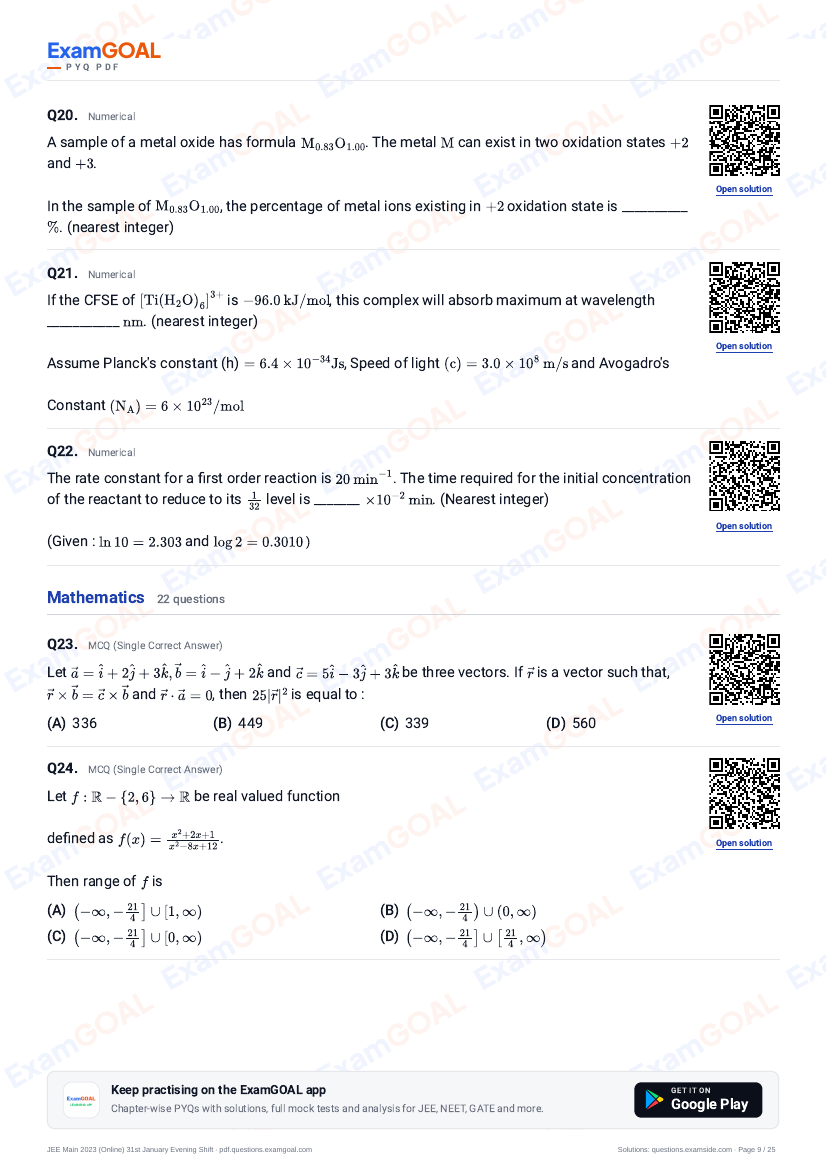 ExamGOAL
PYQ PDF
Q20. Numerical
A sample of a metal oxide has formula M₀.₈₃O₁.₀₀. The metal M can exist in two oxidation states +2
and +3.
In the sample of M₀.₈₃O₁.₀₀, the percentage of metal ions existing in +2 oxidation state is __________
%. (nearest integer)
Open solution
Q21. Numerical
If the CFSE of [Ti(H₂O)₆]³⁺ is −96.0 kJ/mol, this complex will absorb maximum at wavelength
___________ nm. (nearest integer)
Assume Planck's constant (h) = 6.4 × 10⁻³⁴Js, Speed of light (c) = 3.0 × 10⁸ m/s and Avogadro's
Constant (N_A) = 6 × 10²³/mol
Open solution
Q22. Numerical
The rate constant for a first order reaction is 20 min⁻¹. The time required for the initial concentration
of the reactant to reduce to its 1/32 level is _______ ×10⁻² min. (Nearest integer)
(Given : ln 10 = 2.303 and log 2 = 0.3010 )
Open solution
Mathematics 22 questions
Q23. MCQ (Single Correct Answer)
Let a⃗ = î + 2ĵ + 3k̂, b⃗ = î − ĵ + 2k̂ and c⃗ = 5î − 3ĵ + 3k̂ be three vectors. If r⃗ is a vector such that,
r⃗ × b⃗ = c⃗ × b⃗ and r⃗ · a⃗ = 0, then 25|r⃗|² is equal to :
(A) 336 (B) 449 (C) 339 (D) 560
Open solution
Q24. MCQ (Single Correct Answer)
Let f : ℝ − {2, 6} → ℝ be real valued function
defined as f(x) = (x²+2x+1)/(x²−8x+12).
Then range of f is
(A) (−∞, −21/4] ∪ [1, ∞) (B) (−∞, −21/4) ∪ (0, ∞)
(C) (−∞, −21/4] ∪ [0, ∞) (D) (−∞, −21/4] ∪ [21/4, ∞)
Open solution
Keep practising on the ExamGOAL app
Chapter-wise PYQs with solutions, full mock tests and analysis for JEE, NEET, GATE and more.
GET IT ON
Google Play
JEE Main 2023 (Online) 31st January Evening Shift · pdf.questions.examgoal.com
Solutions: questions.examside.com · Page 9 / 25